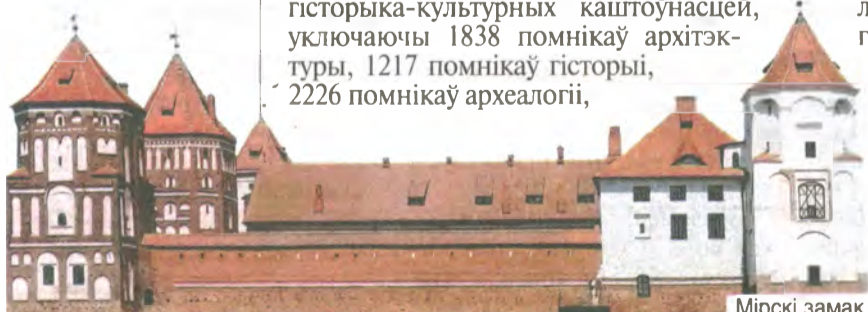 гісторыка-культурных каштоўнасцей,
уключаючы 1838 помнікаў архітэк-
туры, 1217 помнікаў гісторыі,
2226 помнікаў археалогіі,
Мірскі замак